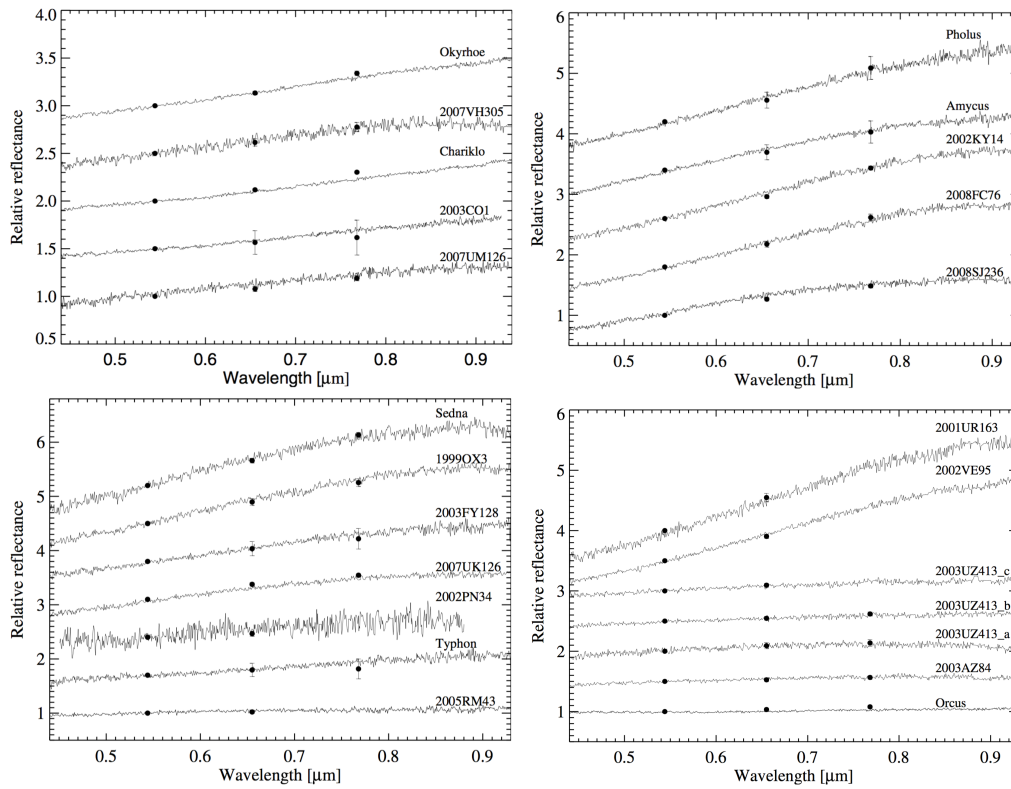 4.0
3.5
3.0
2.5
2.0
1.5
1.0
0.5
Relative reflectance
Okyrhoe
2007VH305
Chariklo
2003CO1
2007UM126
0.5 0.6 0.7 0.8 0.9
Wavelength [μm]
6
5
4
3
2
1
Relative reflectance
Pholus
Amycus
2002KY14
2008FC76
2008SJ236
0.5 0.6 0.7 0.8 0.9
Wavelength [μm]
6
5
4
3
2
1
Relative reflectance
Sedna
1999OX3
2003FY128
2007UK126
2002PN34
Typhon
2005RM43
0.5 0.6 0.7 0.8 0.9
Wavelength [μm]
6
5
4
3
2
1
Relative reflectance
2001UR163
2002VE95
2003UZ413_c
2003UZ413_b
2003UZ413_a
2003AZ84
Orcus
0.5 0.6 0.7 0.8 0.9
Wavelength [μm]